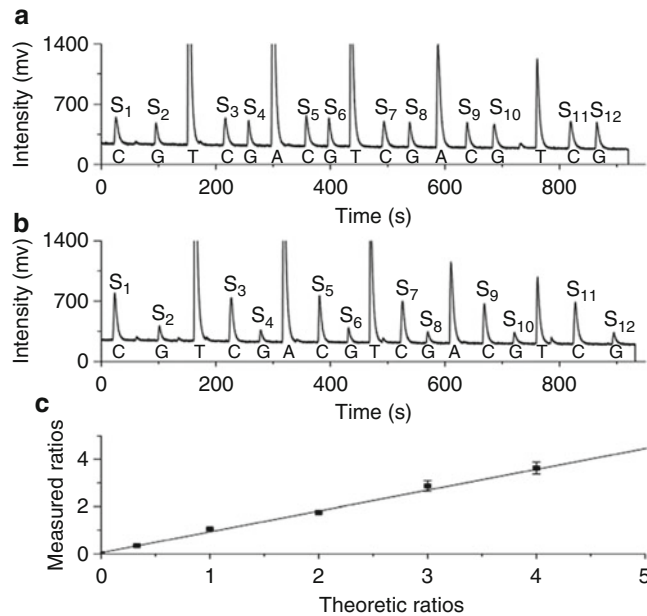 a
Intensity (mv)
1400
700
0
S1 S2 S3 S4 S5 S6 S7 S8 S9 S10 S11 S12
C G T C G A C G T C G A C G T C G
0 200 400 600 800
Time (s)
b
Intensity (mv)
1400
700
0
S1 S2 S3 S4 S5 S6 S7 S8 S9 S10 S11 S12
C G T C G A C G T C G A C G T C G
0 200 400 600 800
Time (s)
c
Measured ratios
4
2
0
0 1 2 3 4 5
Theoretic ratios